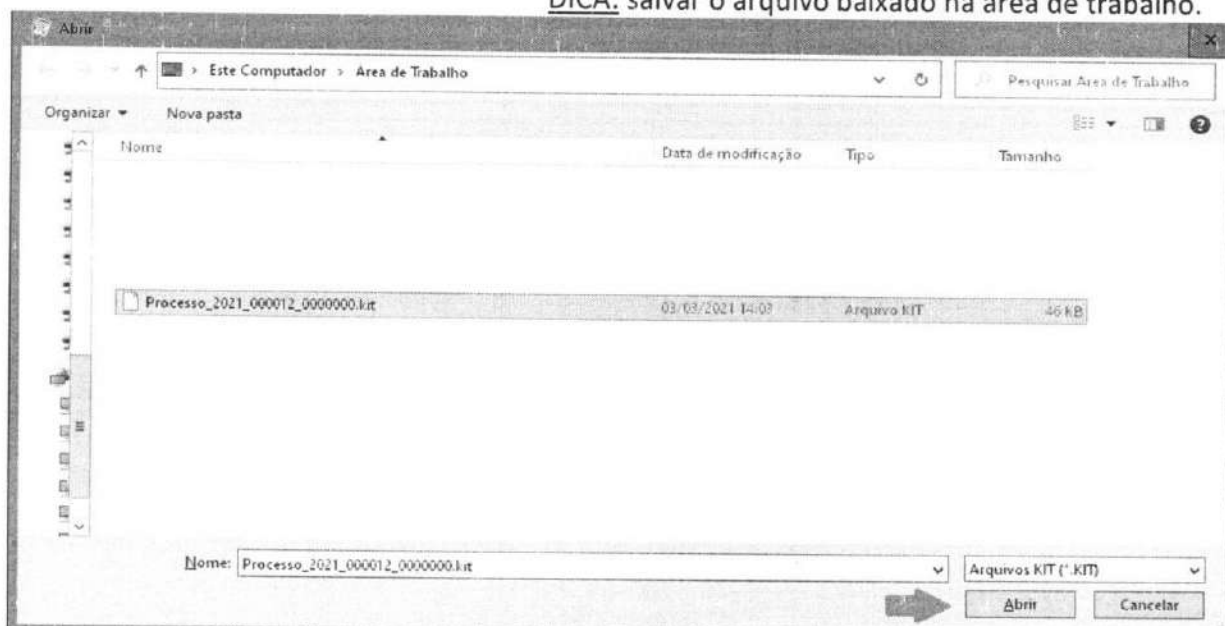 DICA: salvar o arquivo baixado na área de trabalho.
Abrir
Este Computador > Area de Trabalho
Pesquisar Area de Trabalho
Organizar
Nova pasta
Nome
Data de modificação
Tipo
Tamanho
Processo_2021_000012_0000000.kit
03/03/2021 14:03
Arquivo KIT
46 KB
Nome:
Processo_2021_000012_0000000.kit
Arquivos KIT (*.KIT)
Abrir
Cancelar